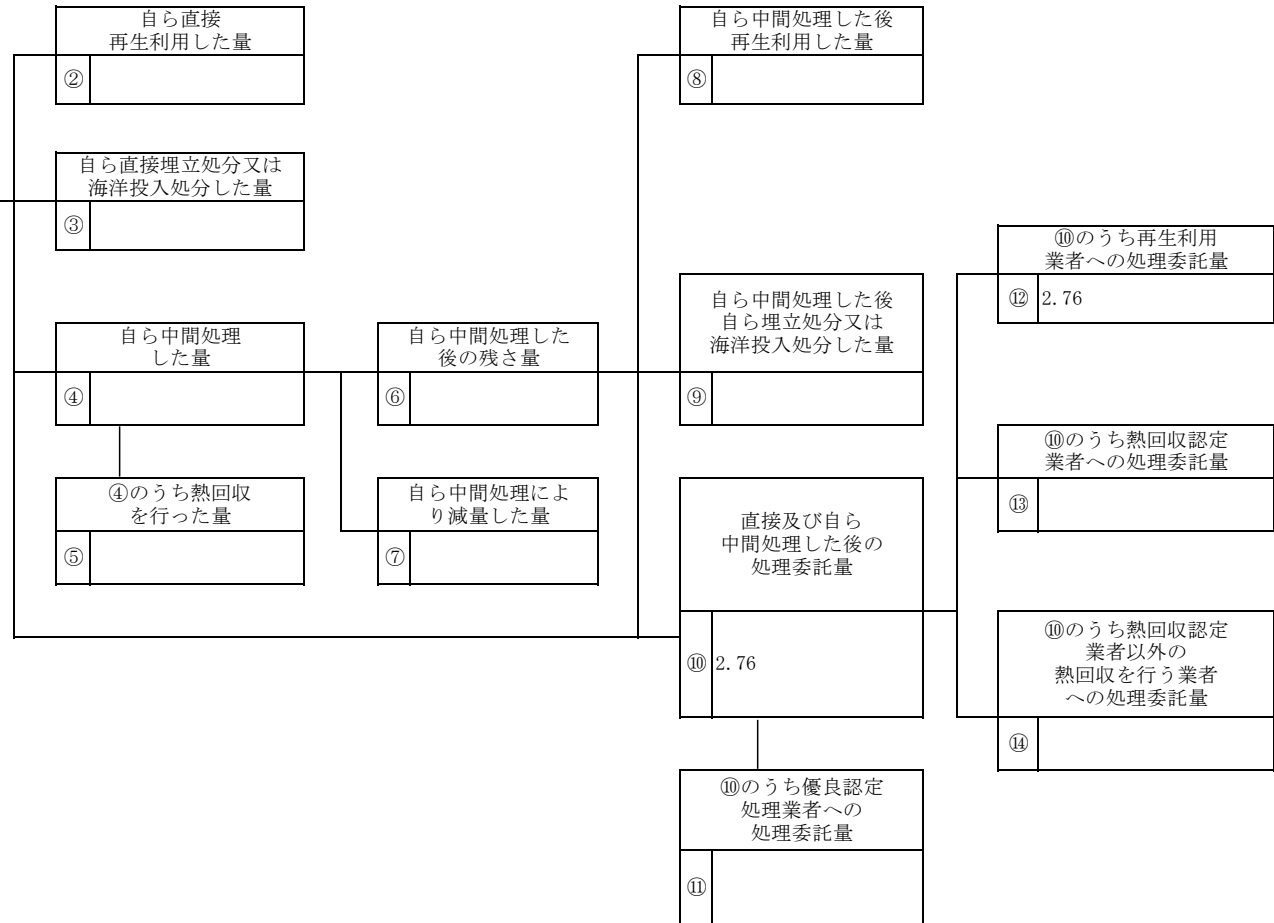 自ら直接
再生利用した量
②
自ら直接埋立処分又は
海洋投入処分した量
③
自ら中間処理
した量
④
④のうち熱回収
を行った量
⑤
自ら中間処理した
後の残さ量
⑥
自ら中間処理によ
り減量した量
⑦
自ら中間処理した後
再生利用した量
⑧
自ら中間処理した後
自ら埋立処分又は
海洋投入処分した量
⑨
直接及び自ら
中間処理した後の
処理委託量
⑩ 2.76
⑩のうち優良認定
処理業者への
処理委託量
⑪
⑩のうち再生利用
業者への処理委託量
⑫ 2.76
⑩のうち熱回収認定
業者への処理委託量
⑬
⑩のうち熱回収認定
業者以外の
熱回収を行う業者
への処理委託量
⑭